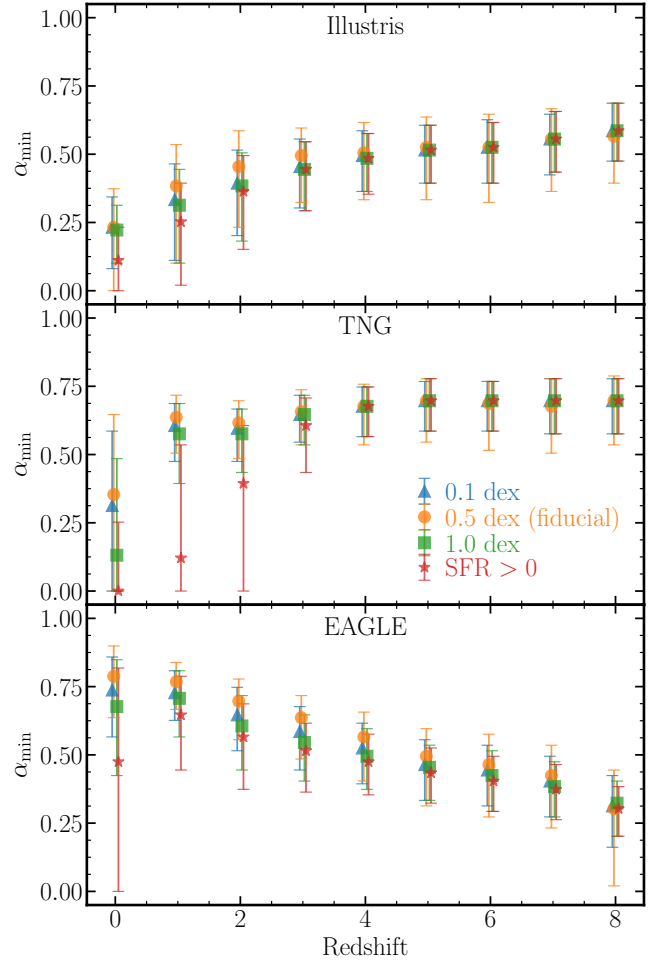 Illustris
1.00
0.75
0.50
0.25
0.00
α_min
TNG
1.00
0.75
0.50
0.25
0.00
α_min
0.1 dex
0.5 dex (fiducial)
1.0 dex
SFR > 0
EAGLE
1.00
0.75
0.50
0.25
0.00
α_min
0 2 4 6 8
Redshift